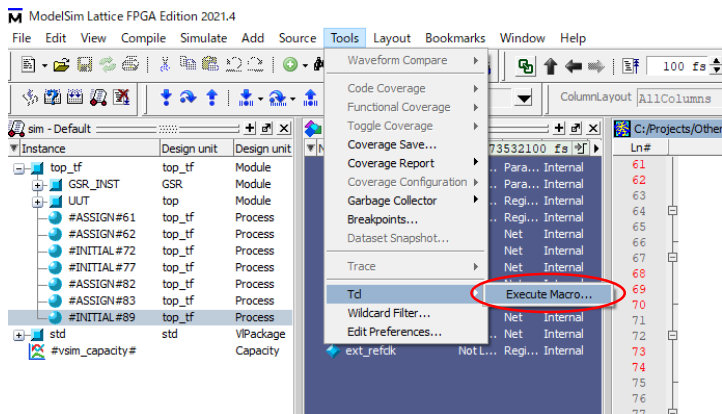 ModelSim Lattice FPGA Edition 2021.4
File Edit View Compile Simulate Add Source Tools Layout Bookmarks Window Help
100 fs
ColumnLayout AllColumns
sim - Default
Instance Design unit Design unit
top_tf top_tf Module
GSR_INST GSR Module
UUT top Module
#ASSIGN#61 top_tf Process
#ASSIGN#62 top_tf Process
#INITIAL#72 top_tf Process
#INITIAL#77 top_tf Process
#ASSIGN#82 top_tf Process
#ASSIGN#83 top_tf Process
#INITIAL#89 top_tf Process
std std VlPackage
#vsim_capacity# Capacity
Waveform Compare
Code Coverage
Functional Coverage
Toggle Coverage
Coverage Save...
Coverage Report
Coverage Configuration
Garbage Collector
Breakpoints...
Dataset Snapshot...
Trace
Tcl
Wildcard Filter...
Edit Preferences...
Execute Macro...
73532100 fs
.. Para... Internal
.. Para... Internal
.. Regi... Internal
.. Regi... Internal
Net Internal
Net Internal
Net Internal
Net Internal
.. Net Internal
ext_refclk Not L... Regi... Internal
C:/Projects/Other
Ln#
61
62
63
64
65
66
67
68
69
70
71
72
73
74
75
76
77